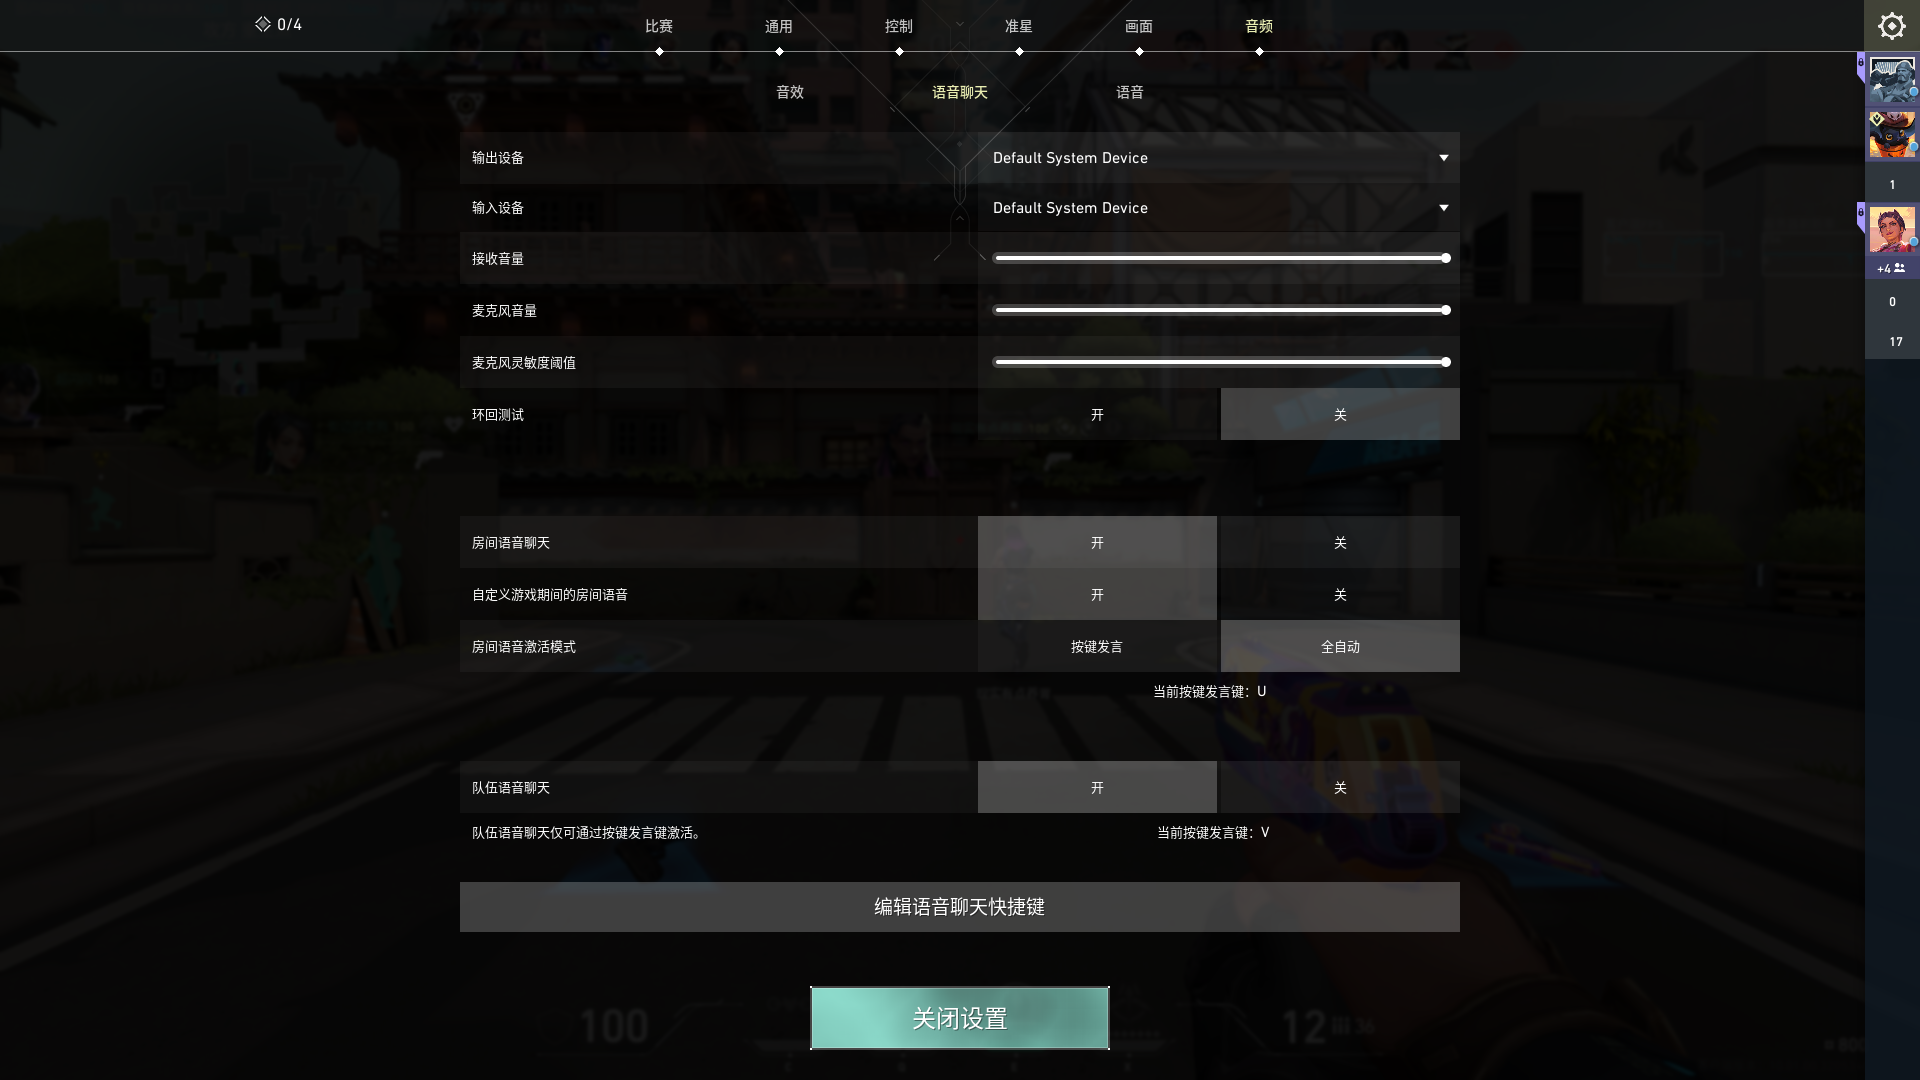 0/4
比赛
通用
控制
准星
画面
音频
音效
语音聊天
语音
输出设备
Default System Device
输入设备
Default System Device
接收音量
麦克风音量
麦克风灵敏度阈值
环回测试
开
关
房间语音聊天
开
关
自定义游戏期间的房间语音
开
关
房间语音激活模式
按键发言
全自动
当前按键发言键：U
队伍语音聊天
开
关
队伍语音聊天仅可通过按键发言键激活。
当前按键发言键：V
编辑语音聊天快捷键
关闭设置
100
12
36
1
+4
0
17